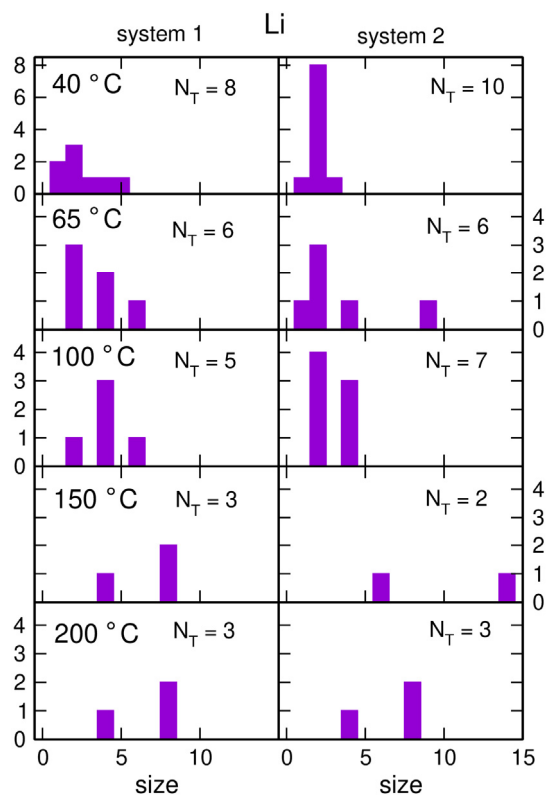 Li
system 1 system 2
8
6
4
2
0
40 °C
N_T = 8
N_T = 10
65 °C
N_T = 6
N_T = 6
4
3
2
1
0
4
3
2
1
0
100 °C
N_T = 5
N_T = 7
150 °C
N_T = 3
N_T = 2
4
3
2
1
0
4
3
2
1
0
200 °C
N_T = 3
N_T = 3
0 5 10 0 5 10 15
size size